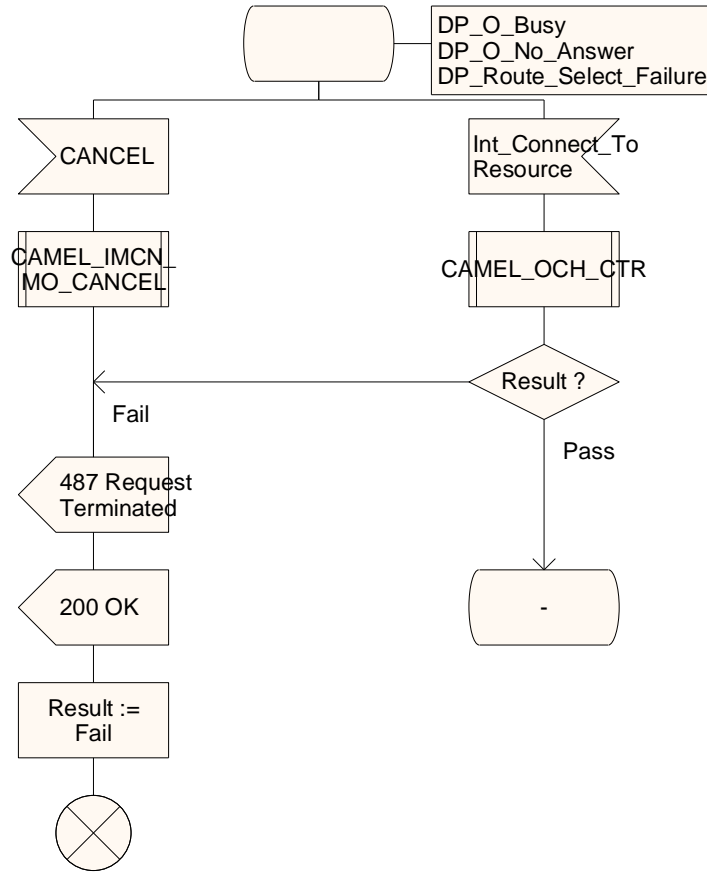 DP_O_Busy
DP_O_No_Answer
DP_Route_Select_Failure
CANCEL
Int_Connect_To
Resource
CAMEL_IMCN_
MO_CANCEL
CAMEL_OCH_CTR
Result ?
Fail
Pass
487 Request
Terminated
200 OK
-
Result :=
Fail